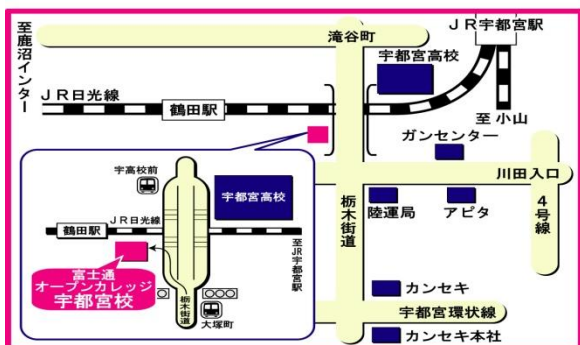 至鹿沼インター
滝谷町
JR宇都宮駅
宇都宮高校
JR日光線
鶴田駅
至小山
ガンセンター
川田入口
栃木街道
陸運局
アピタ
4号線
カンセキ
宇都宮環状線
カンセキ本社
宇高校前
宇都宮高校
JR日光線
鶴田駅
至JR宇都宮駅
富士通
オープンカレッジ
宇都宮校
栃木街道
大塚町